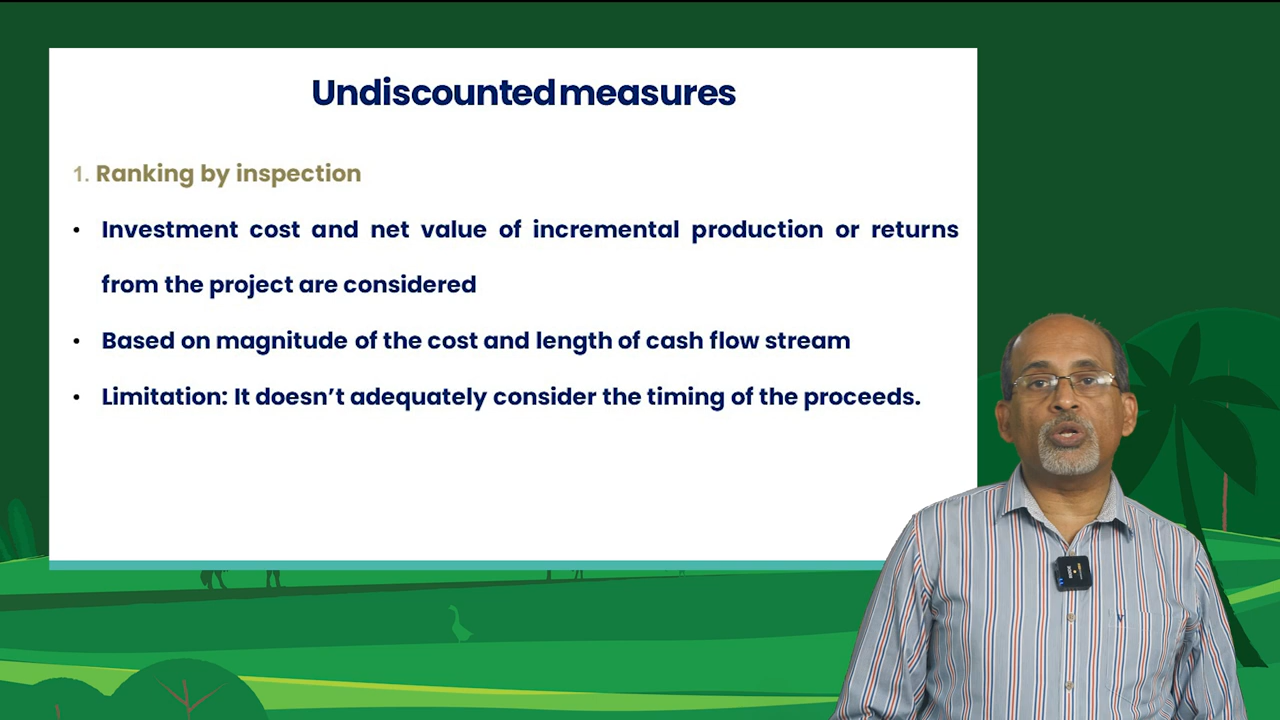 Undiscounted measures
1. Ranking by inspection
• Investment cost and net value of incremental production or returns
from the project are considered
• Based on magnitude of the cost and length of cash flow stream
• Limitation: It doesn’t adequately consider the timing of the proceeds.